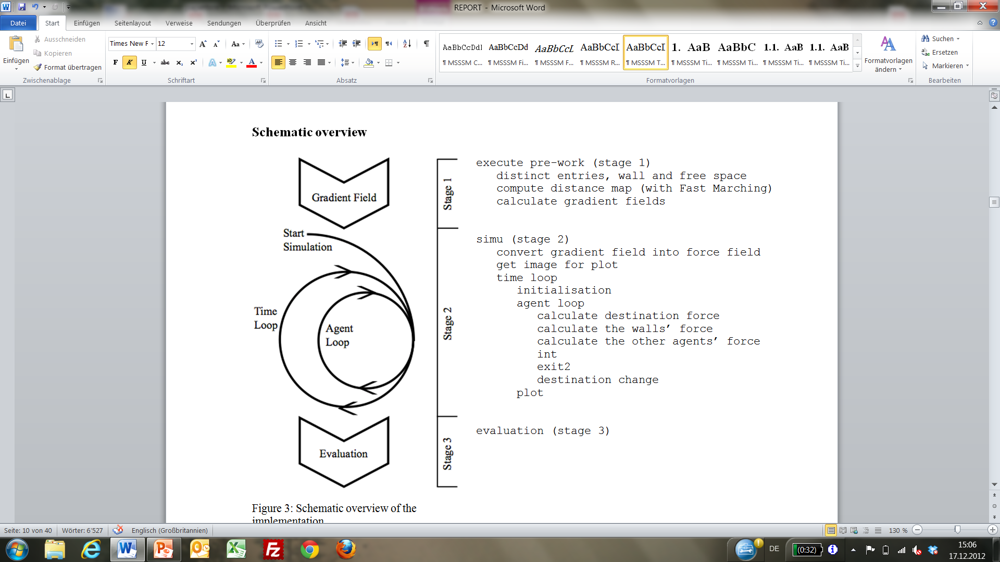 REPORT - Microsoft Word
Datei Start Einfügen Seitenlayout Verweise Sendungen Überprüfen Ansicht
Einfügen
Ausschneiden
Kopieren
Format übertragen
Zwischenablage
Times New F 12
Aa
F K U abc x₂ x² A ab A
Schriftart
Absatz
AaBbCcDdl AaBbCcDd AaBbCcL AaBbCcI AaBbCcI 1. AaB AaBbC 1.1. AaB 1.1. AaB
¶ MSSSM C... ¶ MSSSM Fi... ¶ MSSSM F... ¶ MSSSM R... ¶ MSSSM T... ¶ MSSSM Ti... ¶ MSSSM Ti... ¶ MSSSM Ti... ¶ MSSSM Ti...
Formatvorlagen
Formatvorlagen
ändern
Suchen
Ersetzen
Markieren
Bearbeiten
Schematic overview
Gradient Field
Start
Simulation
Time
Loop
Agent
Loop
Evaluation
Stage 1
Stage 2
Stage 3
execute pre-work (stage 1)
distinct entries, wall and free space
compute distance map (with Fast Marching)
calculate gradient fields
simu (stage 2)
convert gradient field into force field
get image for plot
time loop
initialisation
agent loop
calculate destination force
calculate the walls’ force
calculate the other agents’ force
int
exit2
destination change
plot
evaluation (stage 3)
Figure 3: Schematic overview of the
implementation
Seite: 10 von 40 Wörter: 6'527 Englisch (Großbritannien) 130 %
DE (0:32) 15:06
17.12.2012